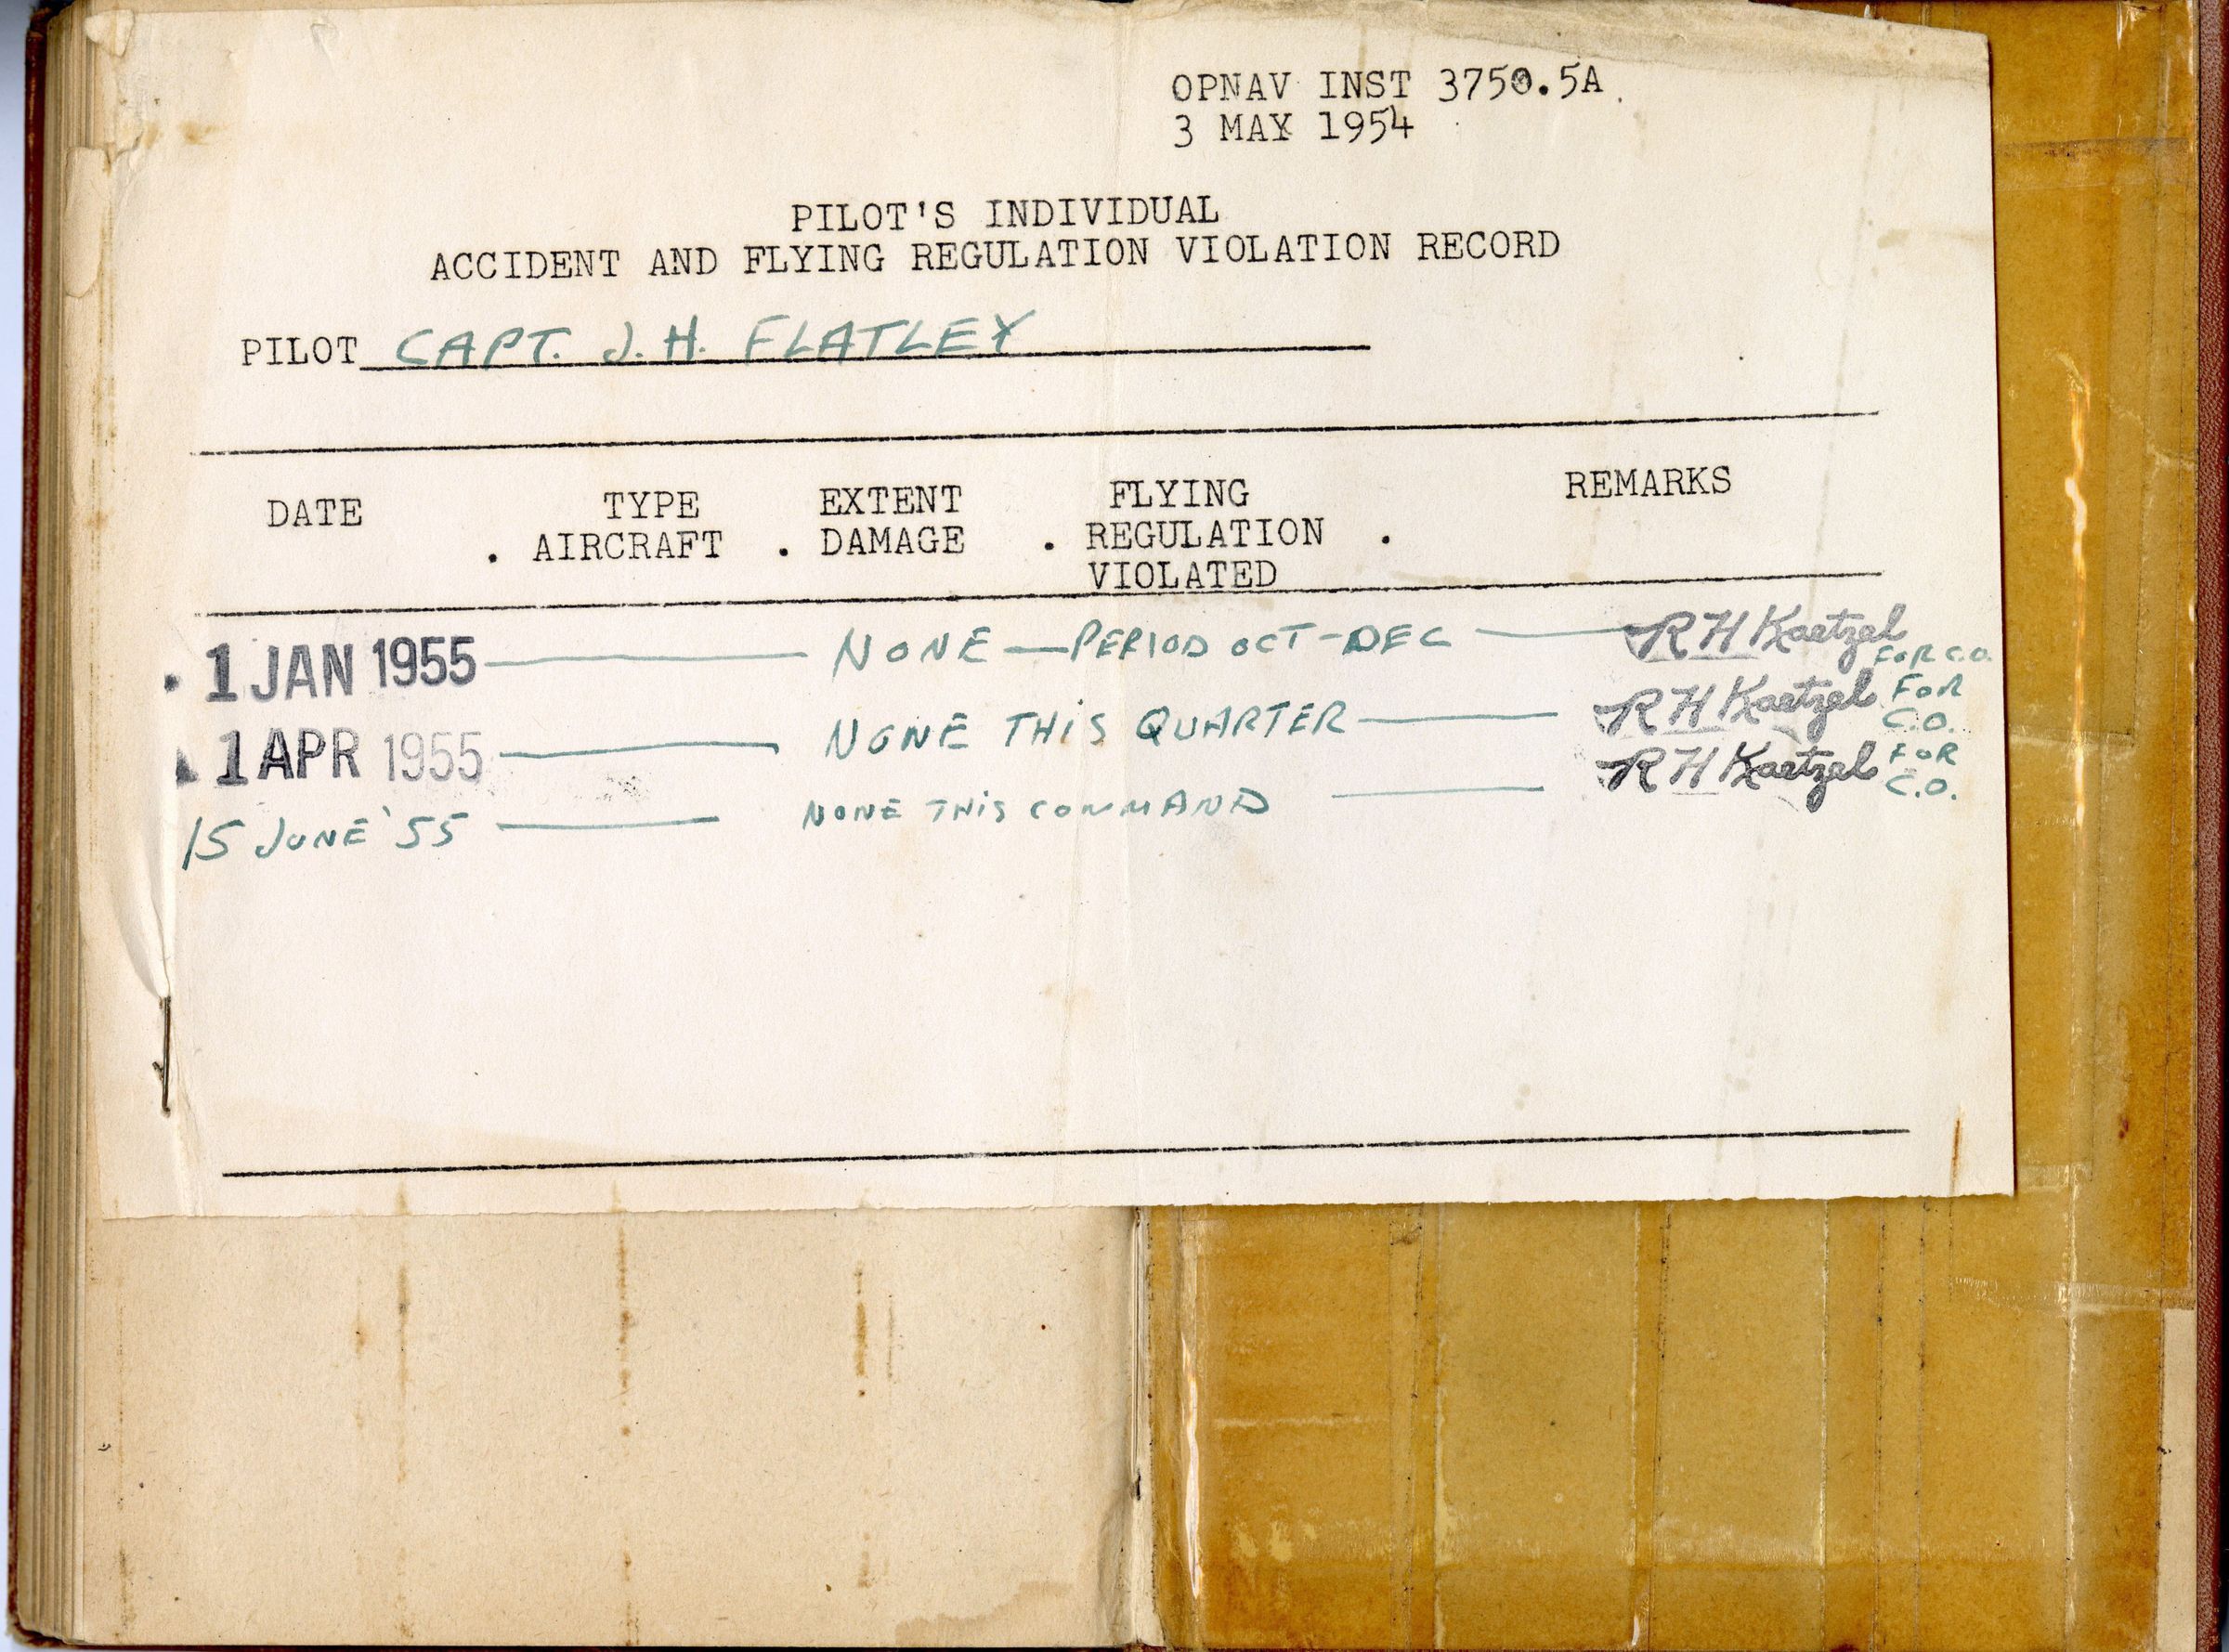 OPNAV INST 3750.5A
3 MAY 1954
PILOT'S INDIVIDUAL
ACCIDENT AND FLYING REGULATION VIOLATION RECORD
PILOT CAPT. J. H. FLATLEY
DATE . TYPE AIRCRAFT . EXTENT DAMAGE . FLYING REGULATION VIOLATED . REMARKS
1 JAN 1955 — NONE — PERIOD OCT-DEC — R H Kaetzel FOR C.O.
1 APR 1955 — NONE THIS QUARTER — R H Kaetzel FOR C.O.
15 JUNE '55 — NONE THIS COMMAND — R H Kaetzel FOR C.O.